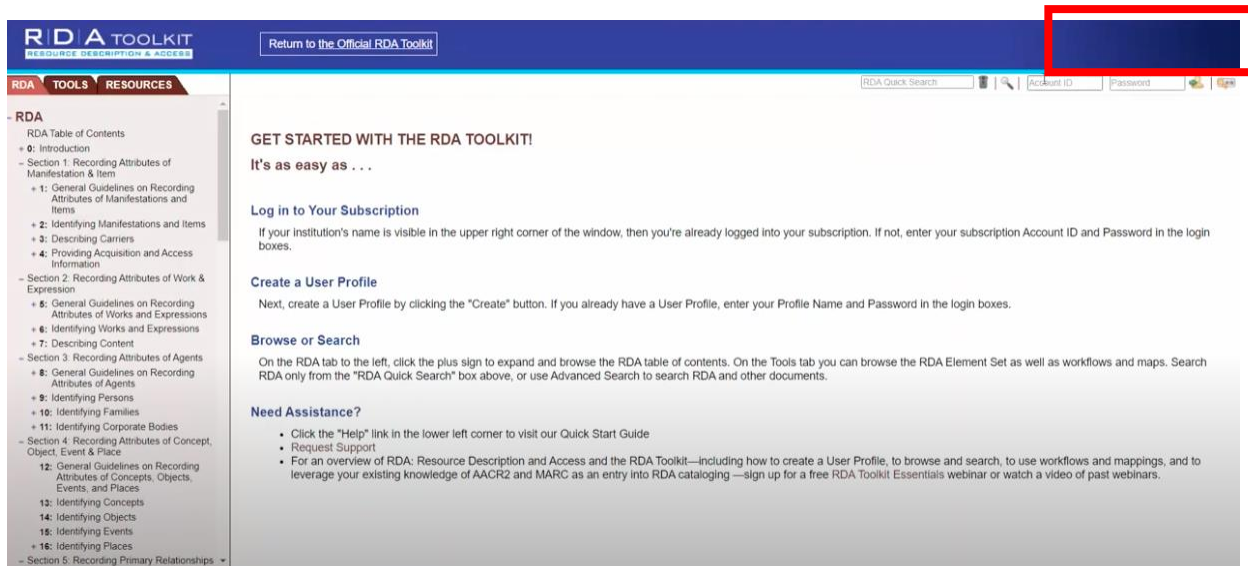 RDA TOOLKIT
RESOURCE DESCRIPTION & ACCESS
Return to the Official RDA Toolkit
RDA TOOLS RESOURCES
RDA Quick Search
Account ID
Password
- RDA
RDA Table of Contents
+ 0: Introduction
– Section 1: Recording Attributes of
Manifestation & Item
+ 1: General Guidelines on Recording
Attributes of Manifestations and
Items
+ 2: Identifying Manifestations and Items
+ 3: Describing Carriers
+ 4: Providing Acquisition and Access
Information
– Section 2: Recording Attributes of Work &
Expression
+ 5: General Guidelines on Recording
Attributes of Works and Expressions
+ 6: Identifying Works and Expressions
+ 7: Describing Content
– Section 3: Recording Attributes of Agents
+ 8: General Guidelines on Recording
Attributes of Agents
+ 9: Identifying Persons
+ 10: Identifying Families
+ 11: Identifying Corporate Bodies
– Section 4: Recording Attributes of Concept,
Object, Event & Place
12: General Guidelines on Recording
Attributes of Concepts, Objects,
Events, and Places
13: Identifying Concepts
14: Identifying Objects
15: Identifying Events
+ 16: Identifying Places
– Section 5: Recording Primary Relationships
GET STARTED WITH THE RDA TOOLKIT!
It's as easy as . . .
Log in to Your Subscription
If your institution's name is visible in the upper right corner of the window, then you're already logged into your subscription. If not, enter your subscription Account ID and Password in the login
boxes.
Create a User Profile
Next, create a User Profile by clicking the "Create" button. If you already have a User Profile, enter your Profile Name and Password in the login boxes.
Browse or Search
On the RDA tab to the left, click the plus sign to expand and browse the RDA table of contents. On the Tools tab you can browse the RDA Element Set as well as workflows and maps. Search
RDA only from the "RDA Quick Search" box above, or use Advanced Search to search RDA and other documents.
Need Assistance?
• Click the "Help" link in the lower left corner to visit our Quick Start Guide
• Request Support
• For an overview of RDA: Resource Description and Access and the RDA Toolkit—including how to create a User Profile, to browse and search, to use workflows and mappings, and to
leverage your existing knowledge of AACR2 and MARC as an entry into RDA cataloging —sign up for a free RDA Toolkit Essentials webinar or watch a video of past webinars.